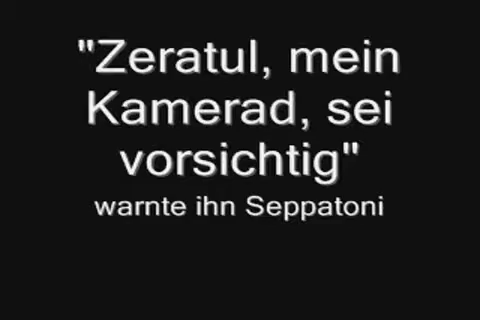 "Zeratul, mein
Kamerad, sei
vorsichtig"
warnte ihn Seppatoni